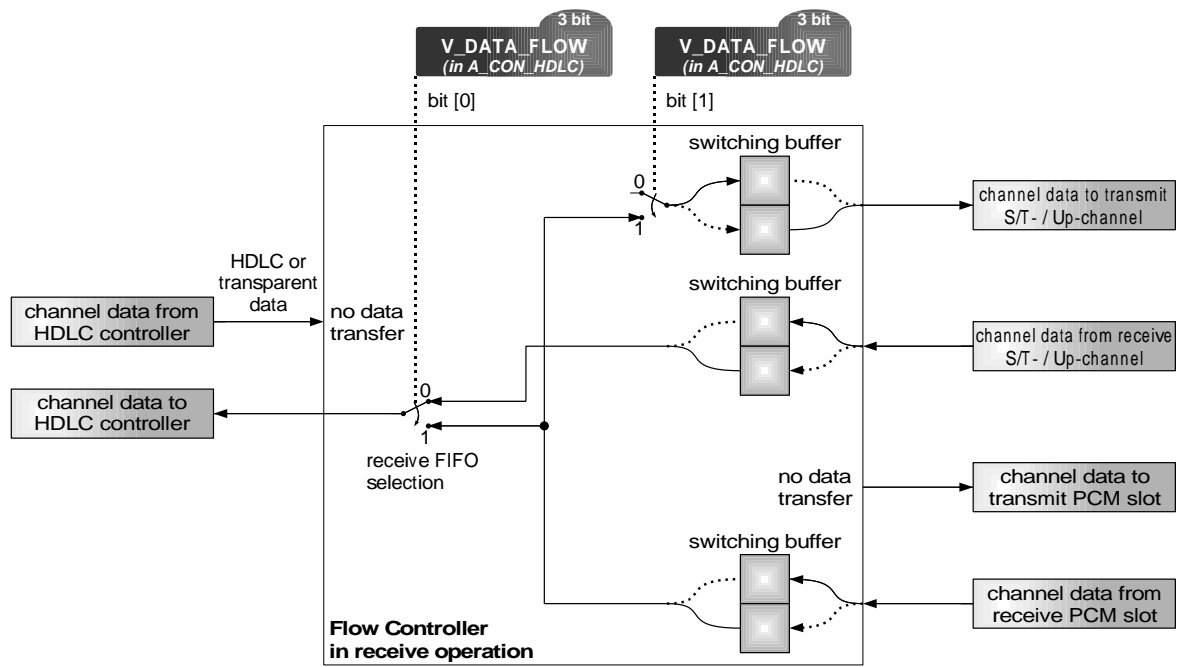 3 bit
V_DATA_FLOW
(in A_CON_HDLC)
3 bit
V_DATA_FLOW
(in A_CON_HDLC)
bit [0]
bit [1]
switching buffer
0
1
channel data to transmit
S/T- / Up-channel
HDLC or
transparent
data
channel data from
HDLC controller
no data
transfer
switching buffer
channel data from receive
S/T- / Up-channel
channel data to
HDLC controller
0
1
receive FIFO
selection
no data
transfer
channel data to
transmit PCM slot
switching buffer
channel data from
receive PCM slot
Flow Controller
in receive operation